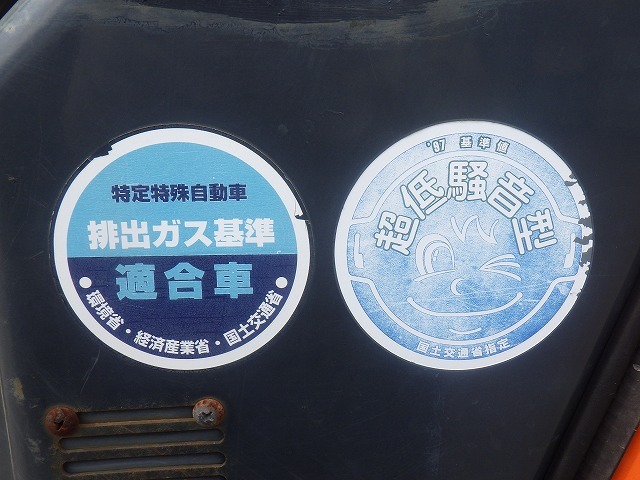 特定特殊自動車
排出ガス基準
適合車
環境省・経済産業省・国土交通省
'97 基準値
超低騒音型
国土交通省指定